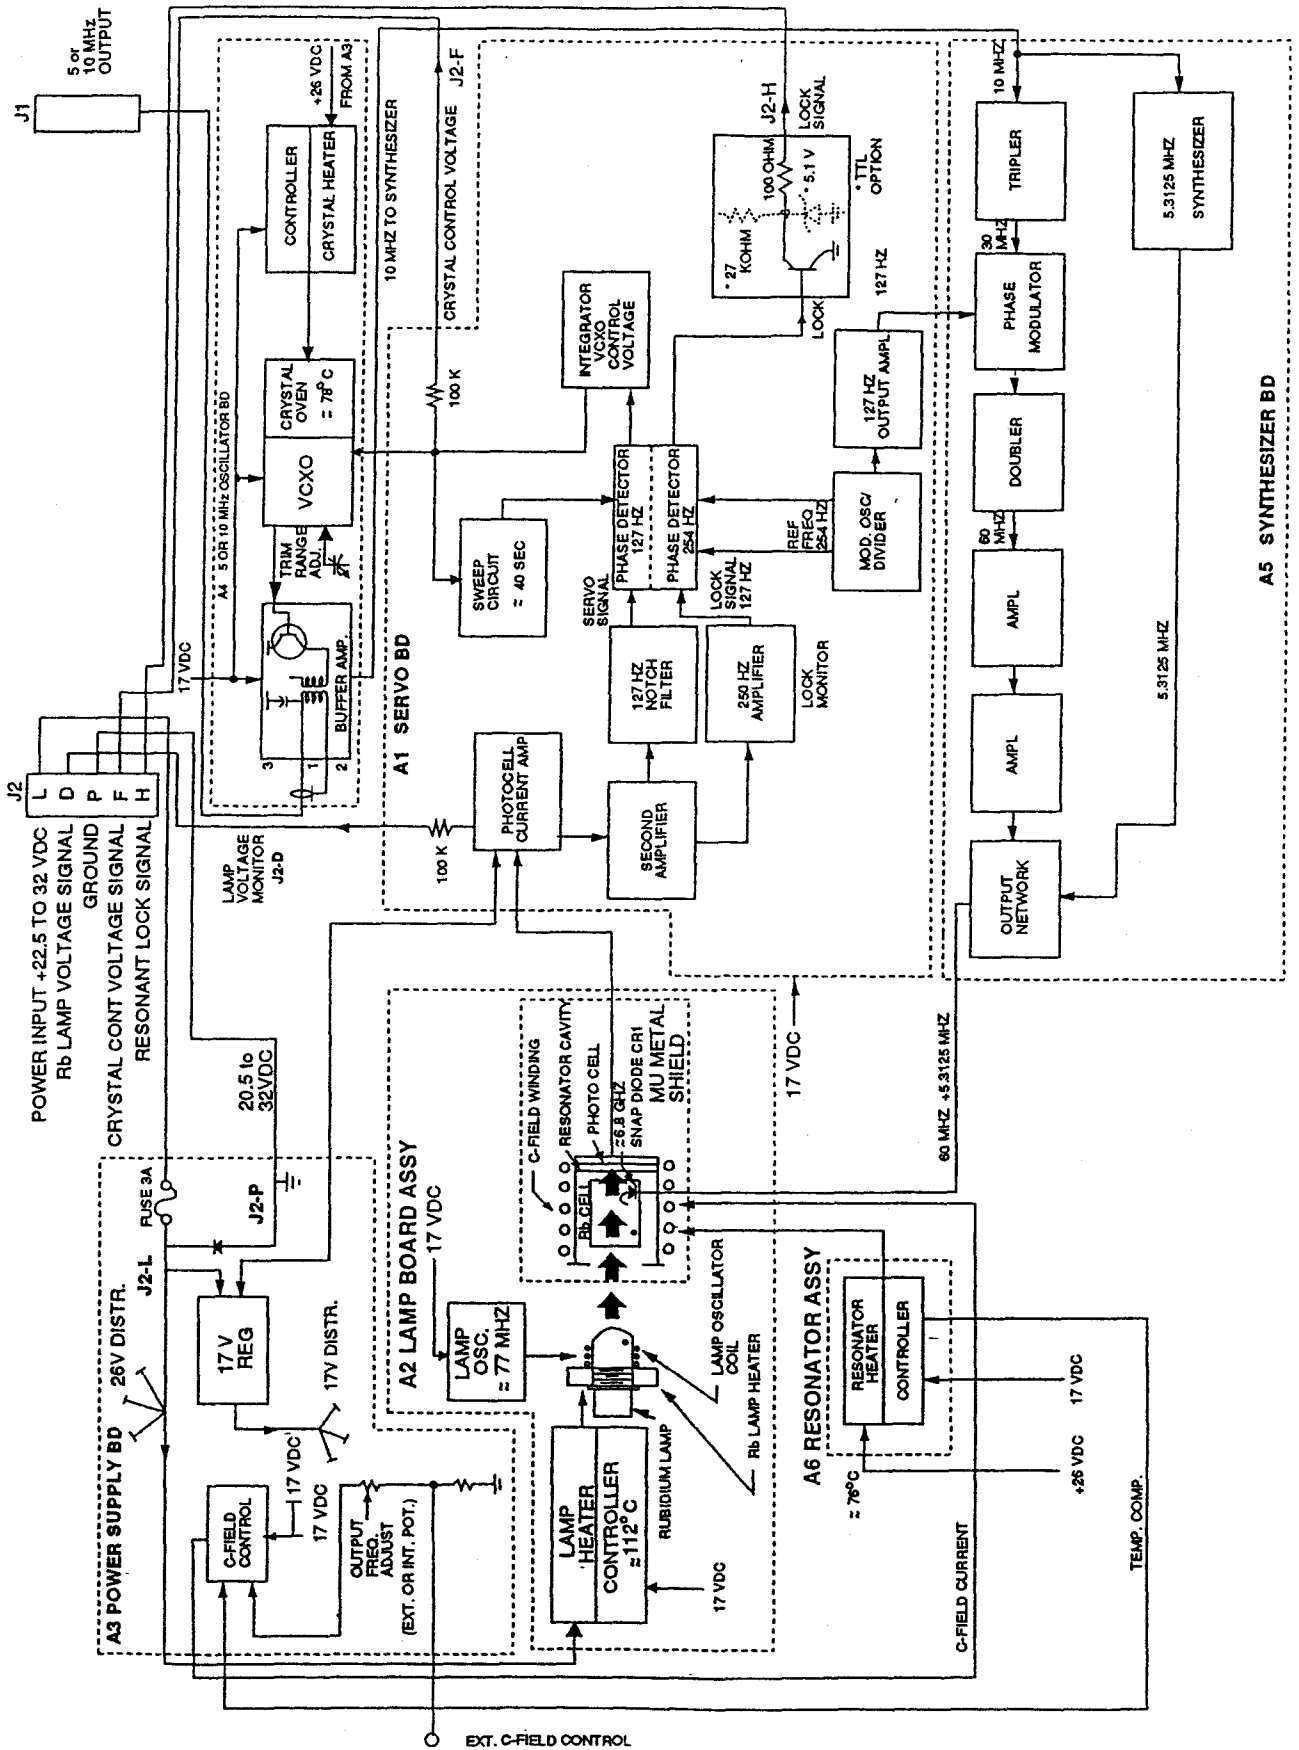 J1
5 or
10 MHz
OUTPUT
J2
L
D
P
F
H
POWER INPUT +22.5 TO 32 VDC
Rb LAMP VOLTAGE SIGNAL
GROUND
CRYSTAL CONT VOLTAGE SIGNAL
RESONANT LOCK SIGNAL
A4 5 OR 10 MHz OSCILLATOR BD
17 VDC
CONTROLLER
CRYSTAL HEATER
+26 VDC
FROM A3
CRYSTAL
OVEN
≈ 78°C
VCXO
TRIM
RANGE
ADJ.
BUFFER AMP.
3
1
2
10 MHZ TO SYNTHESIZER
CRYSTAL CONTROL VOLTAGE
J2-F
A1 SERVO BD
100 K
INTEGRATOR
VCXO
CONTROL
VOLTAGE
SWEEP
CIRCUIT
≈ 40 SEC
PHASE DETECTOR
127 HZ
PHASE DETECTOR
254 HZ
SERVO
SIGNAL
LOCK
SIGNAL
127 HZ
REF
FREQ
254 HZ
127 HZ
NOTCH
FILTER
250 HZ
AMPLIFIER
LOCK
MONITOR
MOD. OSC/
DIVIDER
127 HZ
OUTPUT AMPL
127 HZ
LOCK
J2-H
LOCK
SIGNAL
100 OHM
* 27
KOHM
* 5.1 V
* TTL
OPTION
PHOTOCELL
CURRENT AMP
SECOND
AMPLIFIER
100 K
LAMP
VOLTAGE
MONITOR
J2-D
A5 SYNTHESIZER BD
10 MHZ
TRIPLER
30
MHZ
PHASE
MODULATOR
DOUBLER
60
MHZ
AMPL
AMPL
OUTPUT
NETWORK
5.3125 MHZ
SYNTHESIZER
5.3125 MHZ
60 MHZ +5.3125 MHZ
17 VDC
20.5 to
32VDC
A3 POWER SUPPLY BD
FUSE 3A
J2-P
J2-L
26V DISTR.
17 V
REG
17V DISTR.
C-FIELD
CONTROL
17 VDC
17 VDC
OUTPUT
FREQ.
ADJUST
(EXT. OR INT. POT.)
EXT. C-FIELD CONTROL
A2 LAMP BOARD ASSY
17 VDC
LAMP
OSC.
≈ 77 MHZ
LAMP
HEATER
CONTROLLER
≈112°C
17 VDC
RUBIDIUM LAMP
Rb LAMP HEATER
LAMP OSCILLATOR
COIL
C-FIELD WINDING
RESONATOR CAVITY
PHOTO CELL
≈6.8 GHZ
SNAP DIODE CR1
MU METAL
SHIELD
Rb CELL
A6 RESONATOR ASSY
RESONATOR
HEATER
CONTROLLER
≈ 76°C
+26 VDC
17 VDC
C-FIELD CURRENT
TEMP. COMP.